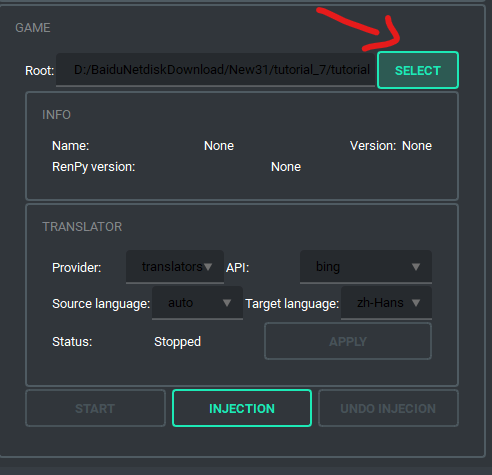 GAME
Root: D:/BaiduNetdiskDownload/New31/tutorial_7/tutorial SELECT
INFO
Name: None Version: None
RenPy version: None
TRANSLATOR
Provider: translators API: bing
Source language: auto Target language: zh-Hans
Status: Stopped APPLY
START INJECTION UNDO INJECION